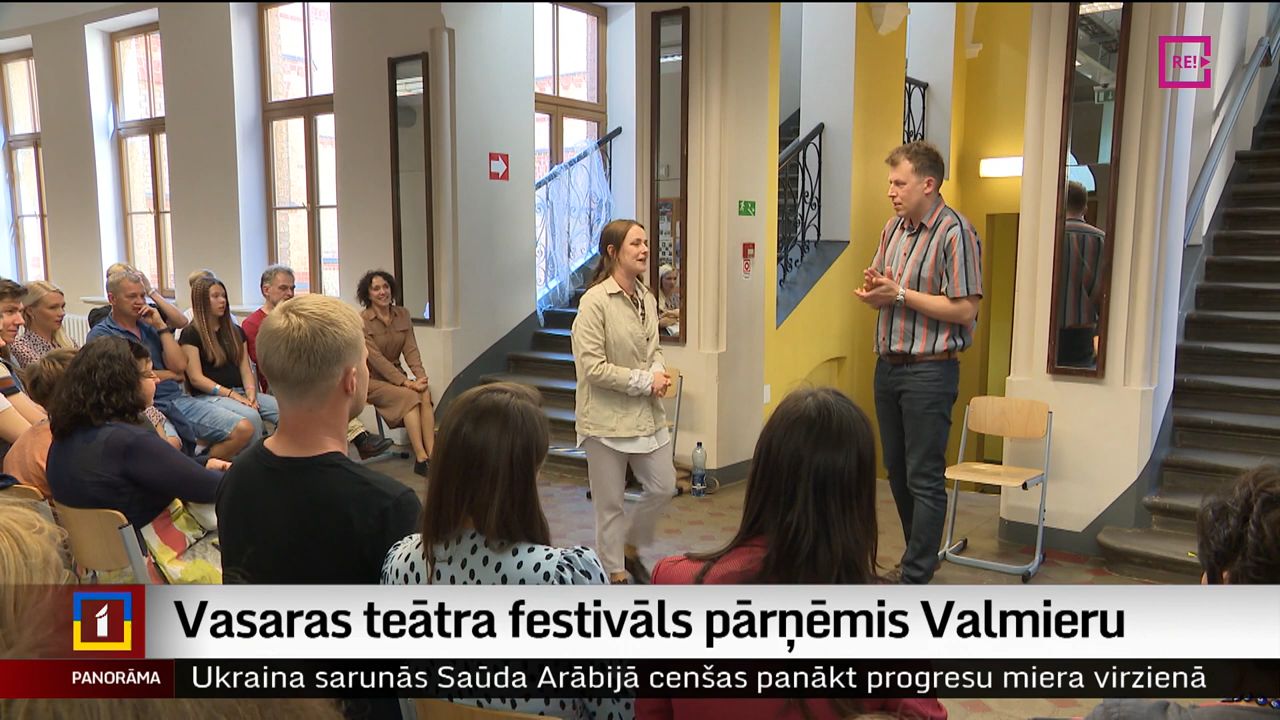 RE!
1
Vasaras teātra festivāls pārņēmis Valmieru
PANORĀMA
Ukraina sarunās Saūda Arābijā cenšas panākt progresu miera virzienā